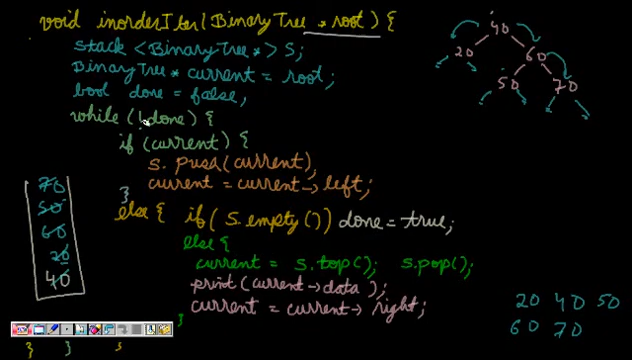 void inorderIter(BinaryTree *root) {
stack <BinaryTree*> S;
BinaryTree* current = root;
bool done = false;
while (!done) {
if (current) {
S.push(current);
current = current->left;
}
else { if (S.empty()) done = true;
else {
current = S.top(); S.pop();
print(current->data);
current = current->right;
}
} } }
40
20 60
50 70
70
50
60
20
40
20 40 50
60 70